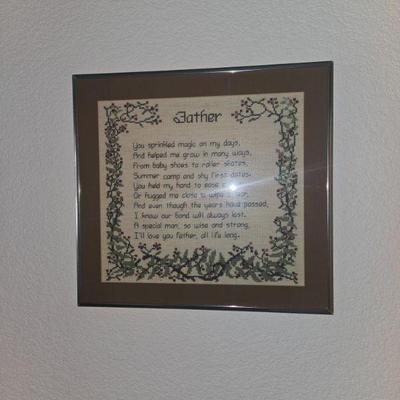 Father
You sprinkled magic on my days,
And helped me grow in many ways,
From baby shoes to roller skates,
Summer camp and shy first dates.
You held my hand to ease
Or hugged me close to wipe a
And even though the years have passed,
I know our bond will always last.
A special man, so wise and strong,
I'll love you Father, all life long.